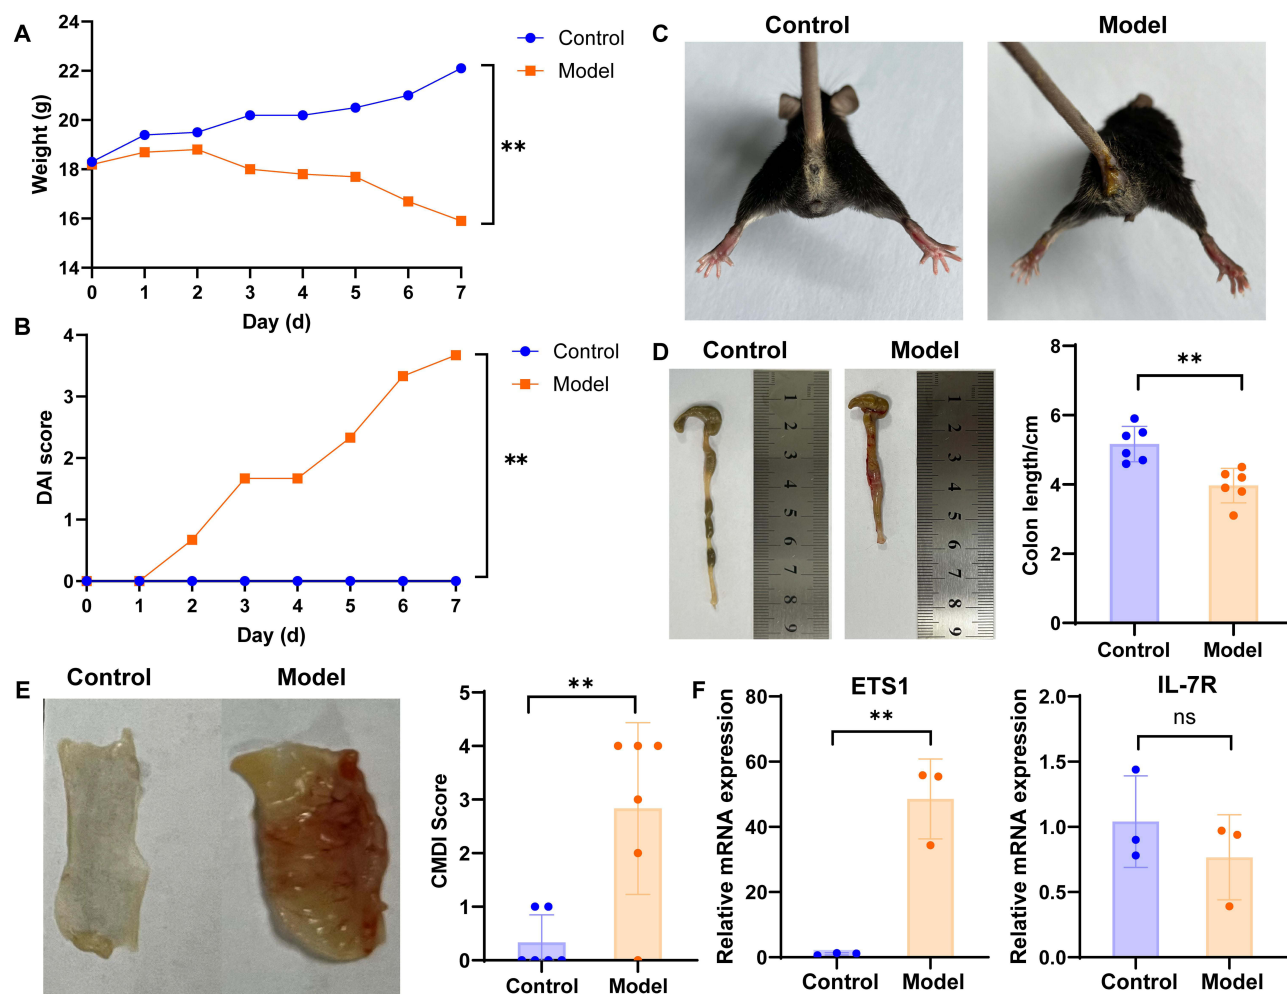 A
24
22
20
18
16
14
Weight (g)
0 1 2 3 4 5 6 7
Day (d)
Control
Model
**
B
4
3
2
1
0
DAI score
0 1 2 3 4 5 6 7
Day (d)
Control
Model
**
C
Control Model
D
Control Model
1
2
3
4
5
6
7
8
9
1
2
3
4
5
6
7
8
9
8
6
4
2
0
Colon length/cm
**
Control Model
E
Control Model
5
4
3
2
1
0
CMDI Score
**
Control Model
F
ETS1
80
60
40
20
0
Relative mRNA expression
**
Control Model
IL-7R
2.0
1.5
1.0
0.5
0.0
Relative mRNA expression
ns
Control Model